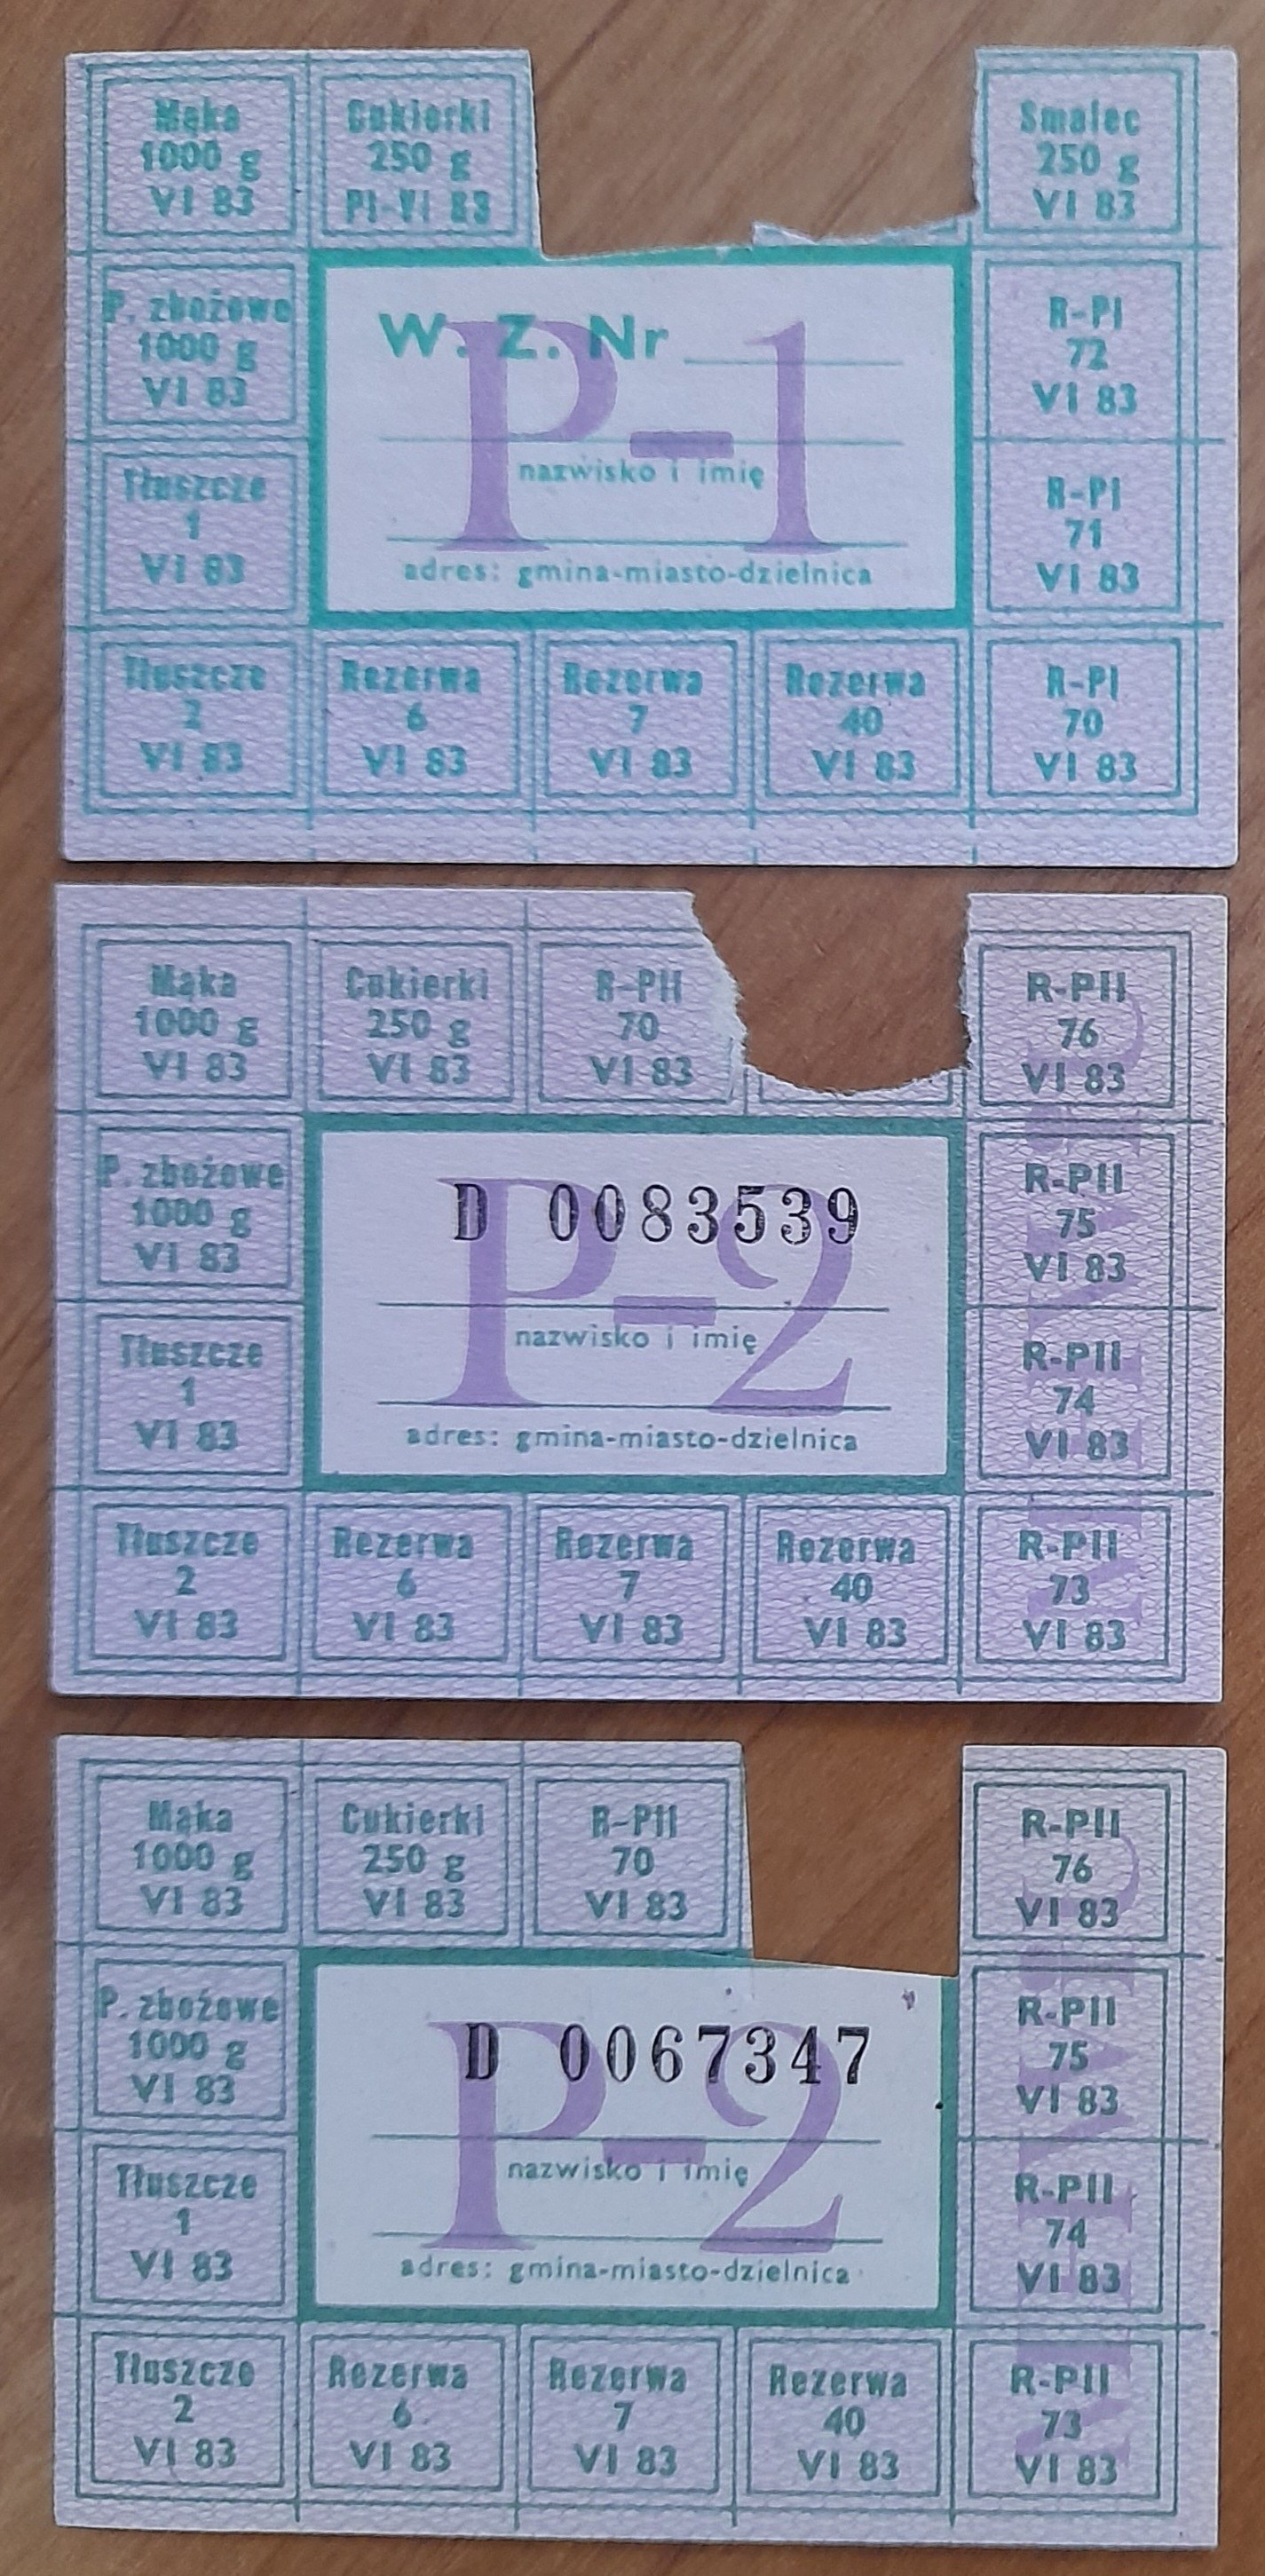 Mąka
1000 g
VI 83
Cukierki
250 g
PI-VI 83
Smalec
250 g
VI 83
P. zbożowe
1000 g
VI 83
W. Z. Nr
P-1
nazwisko i imię
adres: gmina-miasto-dzielnica
R-PI
72
VI 83
Tłuszcze
1
VI 83
R-PI
71
VI 83
Tłuszcze
2
VI 83
Rezerwa
6
VI 83
Rezerwa
7
VI 83
Rezerwa
40
VI 83
R-PI
70
VI 83
Mąka
1000 g
VI 83
Cukierki
250 g
VI 83
R-PII
70
VI 83
R-PII
76
VI 83
P. zbożowe
1000 g
VI 83
D 0083539
P-2
nazwisko i imię
adres: gmina-miasto-dzielnica
R-PII
75
VI 83
Tłuszcze
1
VI 83
R-PII
74
VI 83
Tłuszcze
2
VI 83
Rezerwa
6
VI 83
Rezerwa
7
VI 83
Rezerwa
40
VI 83
R-PII
73
VI 83
Mąka
1000 g
VI 83
Cukierki
250 g
VI 83
R-PII
70
VI 83
R-PII
76
VI 83
P. zbożowe
1000 g
VI 83
D 0067347
P-2
nazwisko i imię
adres: gmina-miasto-dzielnica
R-PII
75
VI 83
Tłuszcze
1
VI 83
R-PII
74
VI 83
Tłuszcze
2
VI 83
Rezerwa
6
VI 83
Rezerwa
7
VI 83
Rezerwa
40
VI 83
R-PII
73
VI 83